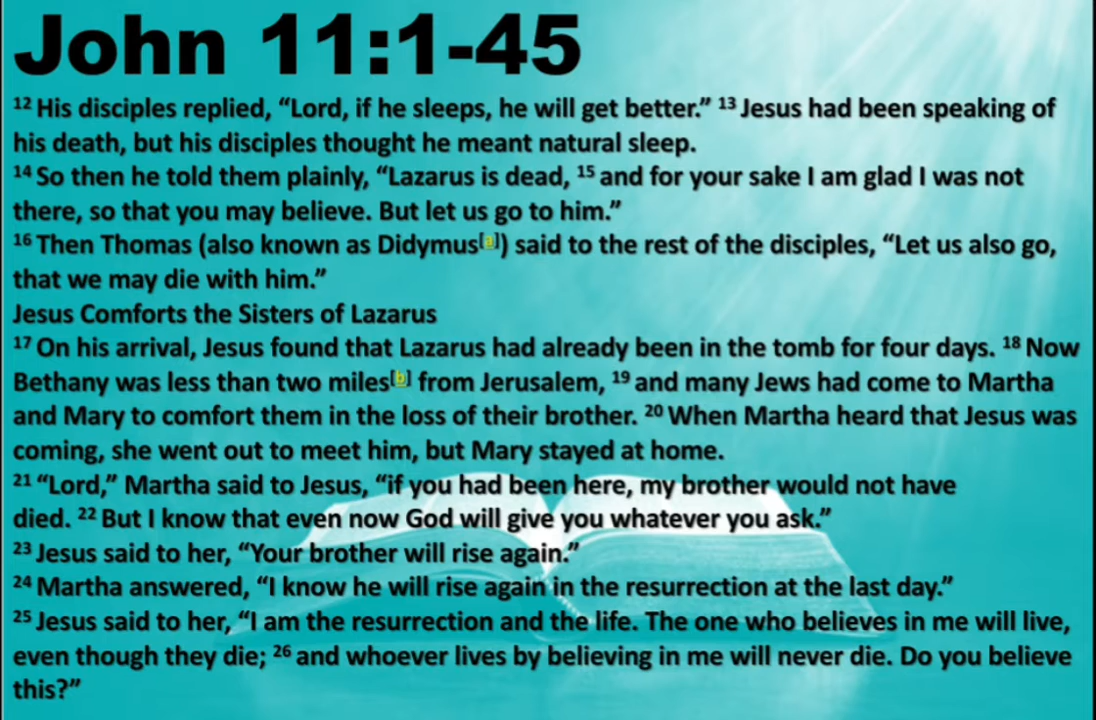 John 11:1-45
12 His disciples replied, “Lord, if he sleeps, he will get better.” 13 Jesus had been speaking of
his death, but his disciples thought he meant natural sleep.
14 So then he told them plainly, “Lazarus is dead, 15 and for your sake I am glad I was not
there, so that you may believe. But let us go to him.”
16 Then Thomas (also known as Didymus[a]) said to the rest of the disciples, “Let us also go,
that we may die with him.”
Jesus Comforts the Sisters of Lazarus
17 On his arrival, Jesus found that Lazarus had already been in the tomb for four days. 18 Now
Bethany was less than two miles[b] from Jerusalem, 19 and many Jews had come to Martha
and Mary to comfort them in the loss of their brother. 20 When Martha heard that Jesus was
coming, she went out to meet him, but Mary stayed at home.
21 “Lord,” Martha said to Jesus, “if you had been here, my brother would not have
died. 22 But I know that even now God will give you whatever you ask.”
23 Jesus said to her, “Your brother will rise again.”
24 Martha answered, “I know he will rise again in the resurrection at the last day.”
25 Jesus said to her, “I am the resurrection and the life. The one who believes in me will live,
even though they die; 26 and whoever lives by believing in me will never die. Do you believe
this?”